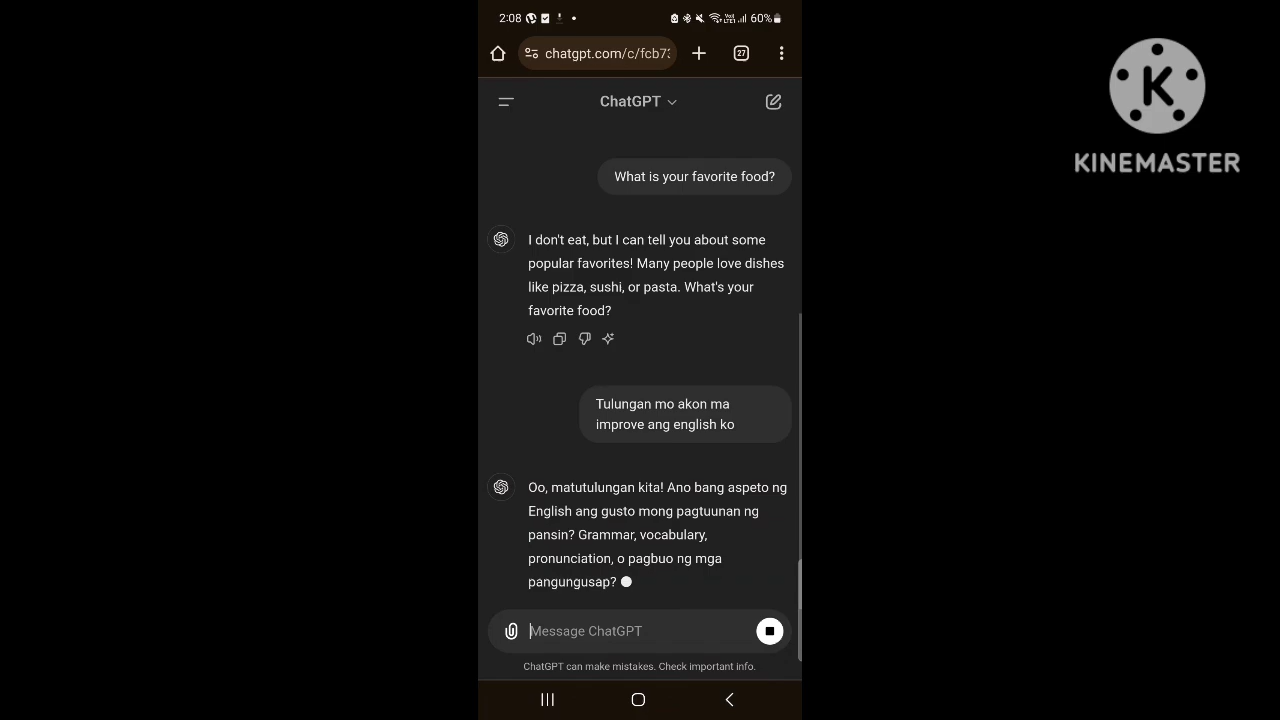 2:08
60%
chatgpt.com/c/fcb73
27
K
KINEMASTER
ChatGPT
What is your favorite food?
I don't eat, but I can tell you about some
popular favorites! Many people love dishes
like pizza, sushi, or pasta. What's your
favorite food?
Tulungan mo akon ma
improve ang english ko
Oo, matutulungan kita! Ano bang aspeto ng
English ang gusto mong pagtuunan ng
pansin? Grammar, vocabulary,
pronunciation, o pagbuo ng mga
pangungusap?
Message ChatGPT
ChatGPT can make mistakes. Check important info.